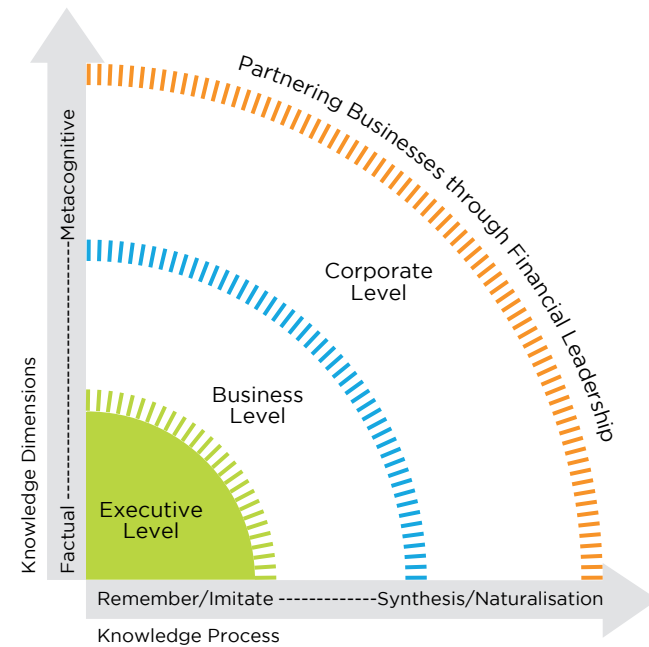 Partnering Businesses through Financial Leadership
Corporate
Level
Business
Level
Executive
Level
Knowledge Dimensions
Factual ---------------------------Metacognitive
Remember/Imitate ------------Synthesis/Naturalisation
Knowledge Process